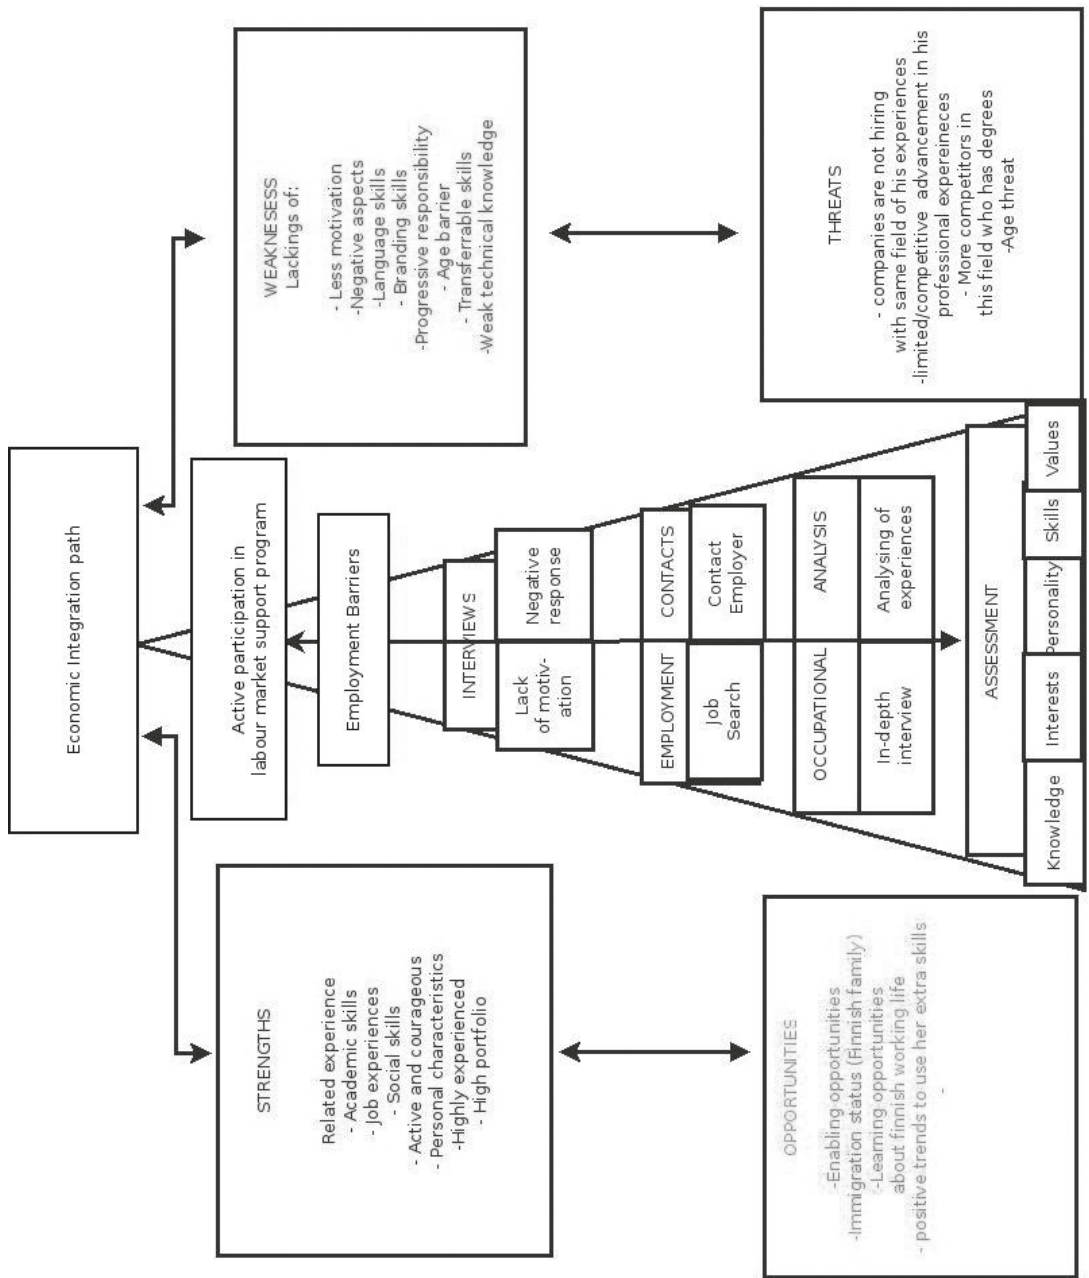 Economic Integration path
Active participation in
labour market support program
Employment Barriers
STRENGTHS
Related experience
- Academic skills
- Job experiences
- Social skills
- Active and courageous
- Personal characteristics
-Highly experienced
- High portfolio
WEAKNESESS
Lackings of:
- Less motivation
-Negative aspects
-Language skills
- Branding skills
-Progressive responsibility
- Age barrier
- Transferrable skills
-Weak technical knowledge
INTERVIEWS
Lack
of motiv-
ation
Negative
response
EMPLOYMENT
CONTACTS
Job
Search
Contact
Employer
OCCUPATIONAL
ANALYSIS
In-depth
interview
Analysing of
experiences
ASSESSMENT
Knowledge
Interests
Personality
Skills
Values
OPPORTUNITIES
-Enabling opportunities
-Immigration status (Finnish family)
-Learning opportunities
about finnish working life
- positive trends to use her extra skills
-
THREATS
- companies are not hiring
with same field of his experiences
-limited/competitive advancement in his
professional expereineces
- More competitors in
this field who has degrees
-Age threat